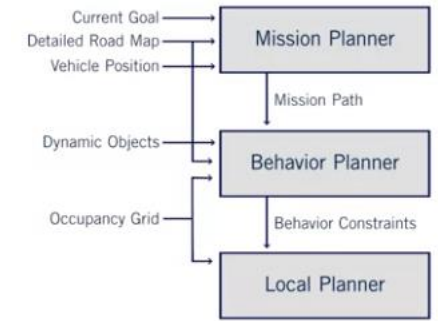 Current Goal
Detailed Road Map
Vehicle Position
Mission Planner
Mission Path
Dynamic Objects
Behavior Planner
Occupancy Grid
Behavior Constraints
Local Planner